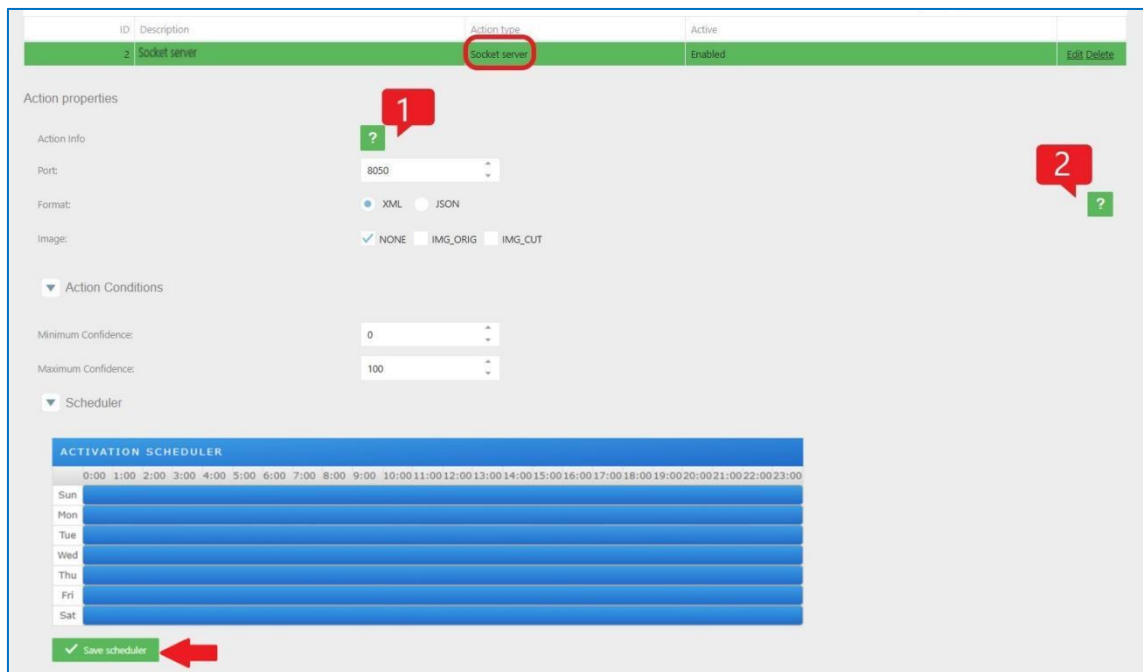 ID Description Action type Active
2 Socket server Socket server Enabled Edit Delete
Action properties
1
Action Info ?
Port: 8050
2
Format: XML JSON ?
Image: NONE IMG_ORIG IMG_CUT
Action Conditions
Minimum Confidence: 0
Maximum Confidence: 100
Scheduler
ACTIVATION SCHEDULER
0:00 1:00 2:00 3:00 4:00 5:00 6:00 7:00 8:00 9:00 10:00 11:00 12:00 13:00 14:00 15:00 16:00 17:00 18:00 19:00 20:00 21:00 22:00 23:00
Sun
Mon
Tue
Wed
Thu
Fri
Sat
Save scheduler